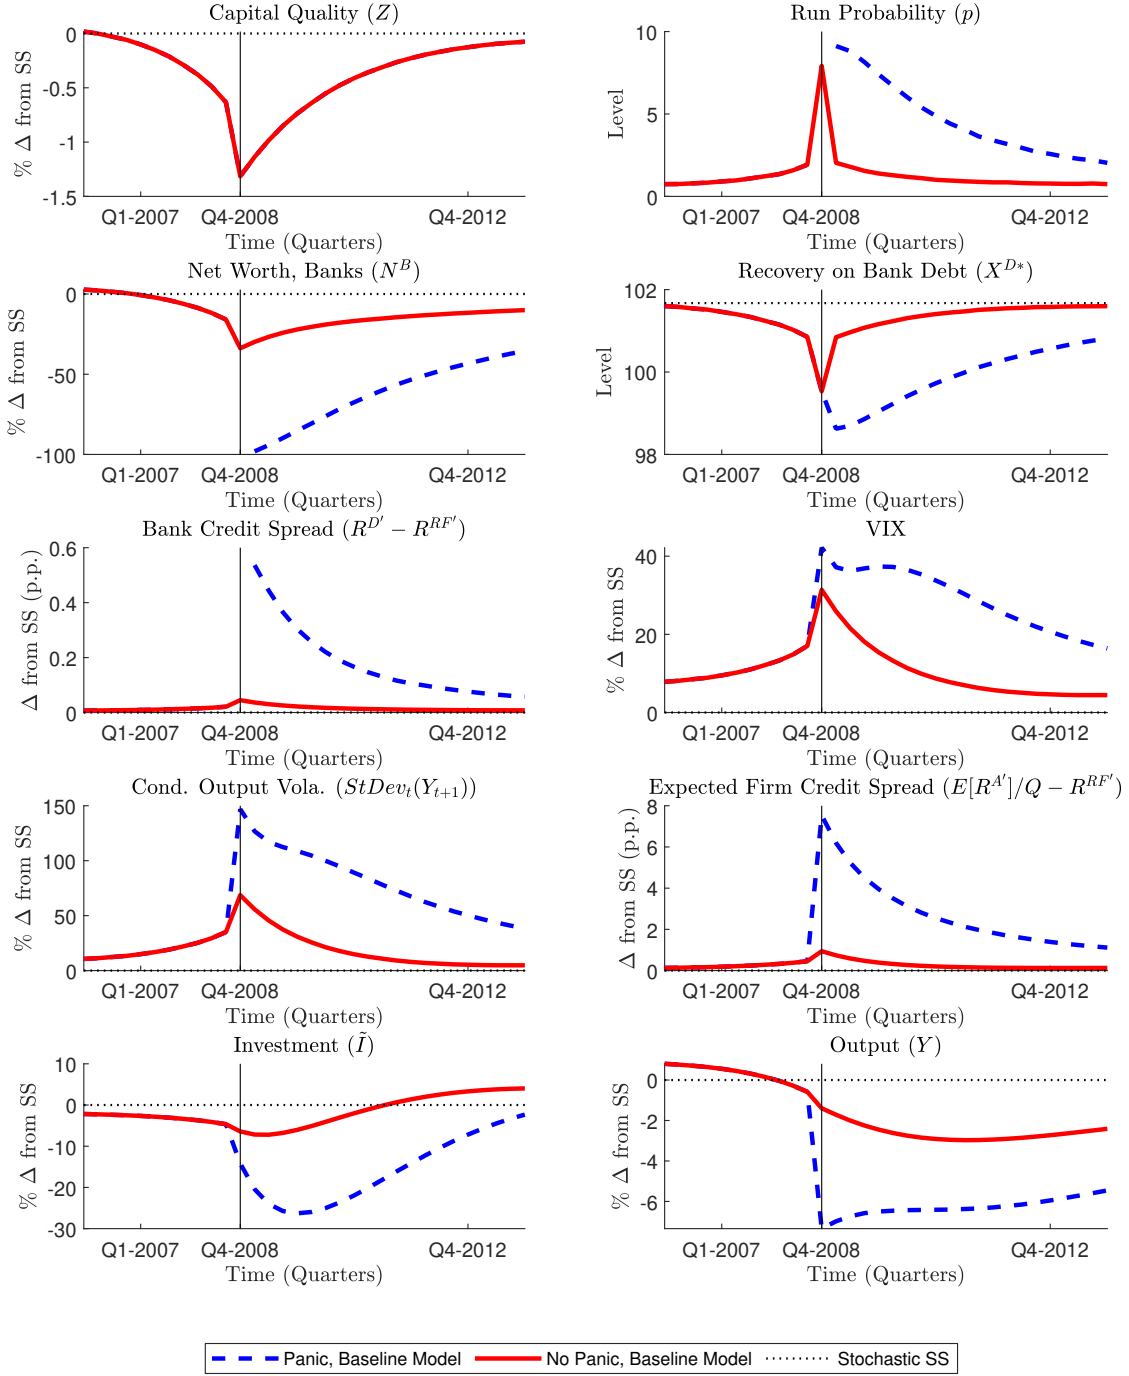 Capital Quality (Z)
% Δ from SS
0
-0.5
-1
-1.5
Q1-2007 Q4-2008 Q4-2012
Time (Quarters)
Run Probability (p)
Level
10
5
0
Q1-2007 Q4-2008 Q4-2012
Time (Quarters)
Net Worth, Banks (N^B)
% Δ from SS
0
-50
-100
Q1-2007 Q4-2008 Q4-2012
Time (Quarters)
Recovery on Bank Debt (X^{D*})
Level
102
100
98
Q1-2007 Q4-2008 Q4-2012
Time (Quarters)
Bank Credit Spread (R^{D'} − R^{RF'})
Δ from SS (p.p.)
0.6
0.4
0.2
0
Q1-2007 Q4-2008 Q4-2012
Time (Quarters)
VIX
% Δ from SS
40
20
0
Q1-2007 Q4-2008 Q4-2012
Time (Quarters)
Cond. Output Vola. (StDev_t(Y_{t+1}))
% Δ from SS
150
100
50
0
Q1-2007 Q4-2008 Q4-2012
Time (Quarters)
Expected Firm Credit Spread (E[R^{A'}]/Q − R^{RF'})
Δ from SS (p.p.)
8
6
4
2
0
Q1-2007 Q4-2008 Q4-2012
Time (Quarters)
Investment (Ĩ)
% Δ from SS
10
0
-10
-20
-30
Q1-2007 Q4-2008 Q4-2012
Time (Quarters)
Output (Y)
% Δ from SS
0
-2
-4
-6
Q1-2007 Q4-2008 Q4-2012
Time (Quarters)
Panic, Baseline Model No Panic, Baseline Model Stochastic SS